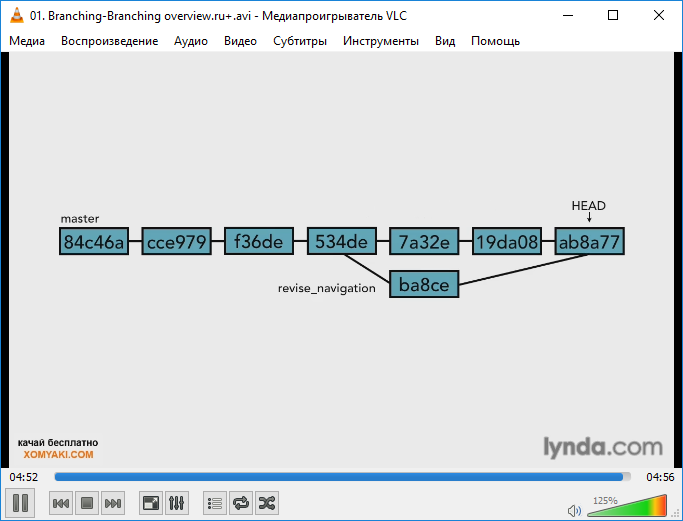 01. Branching-Branching overview.ru+.avi - Медиапроигрыватель VLC
Медиа Воспроизведение Аудио Видео Субтитры Инструменты Вид Помощь
HEAD
master
84c46a cce979 f36de 534de 7a32e 19da08 ab8a77
revise_navigation ba8ce
качай бесплатно
XOMYAKI.COM
lynda.com
04:52 04:56
125%